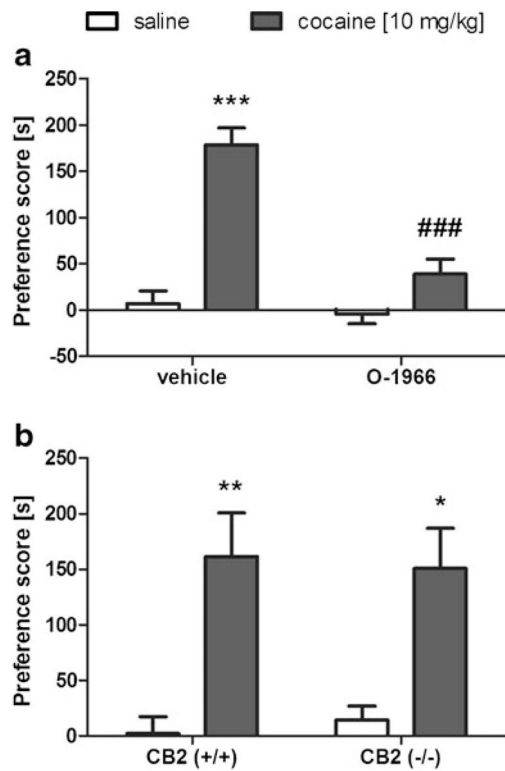 saline cocaine [10 mg/kg]
a
Preference score [s]
250
200
150
100
50
0
-50
***
###
vehicle O-1966
b
Preference score [s]
250
200
150
100
50
0
**
*
CB2 (+/+) CB2 (-/-)